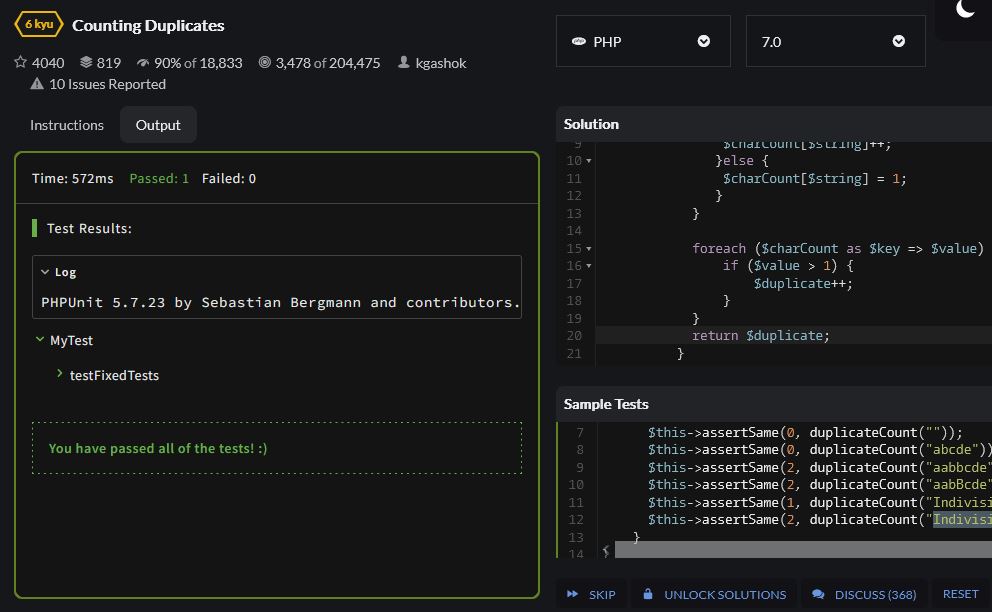 6 kyu Counting Duplicates
4040 819 90% of 18,833 3,478 of 204,475 kgashok
10 Issues Reported
Instructions Output
Time: 572ms Passed: 1 Failed: 0
Test Results:
Log
PHPUnit 5.7.23 by Sebastian Bergmann and contributors.
MyTest
testFixedTests
You have passed all of the tests! :)
php PHP 7.0
Solution
9 $charCount[$string]++;
10 }else {
11 $charCount[$string] = 1;
12 }
13 }
14
15 foreach ($charCount as $key => $value)
16 if ($value > 1) {
17 $duplicate++;
18 }
19 }
20 return $duplicate;
21 }
Sample Tests
7 $this->assertSame(0, duplicateCount(""));
8 $this->assertSame(0, duplicateCount("abcde"))
9 $this->assertSame(2, duplicateCount("aabbcde"
10 $this->assertSame(2, duplicateCount("aabBcde"
11 $this->assertSame(1, duplicateCount("Indivisi
12 $this->assertSame(2, duplicateCount("Indivisi
13 }
14 }
SKIP UNLOCK SOLUTIONS DISCUSS (368) RESET